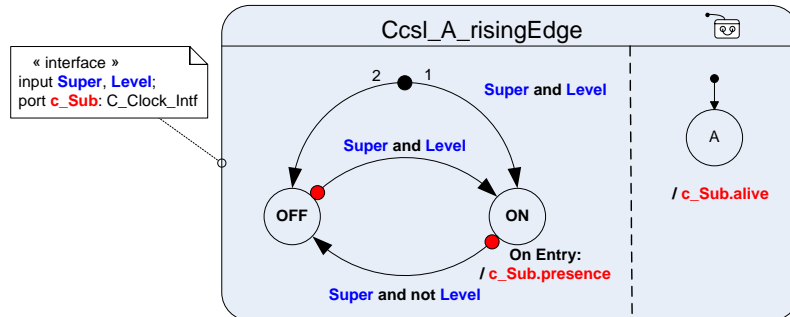 Ccsl_A_risingEdge
« interface »
input Super, Level;
port c_Sub: C_Clock_Intf
2
1
Super and Level
Super and Level
A
OFF
ON
/ c_Sub.alive
On Entry:
/ c_Sub.presence
Super and not Level